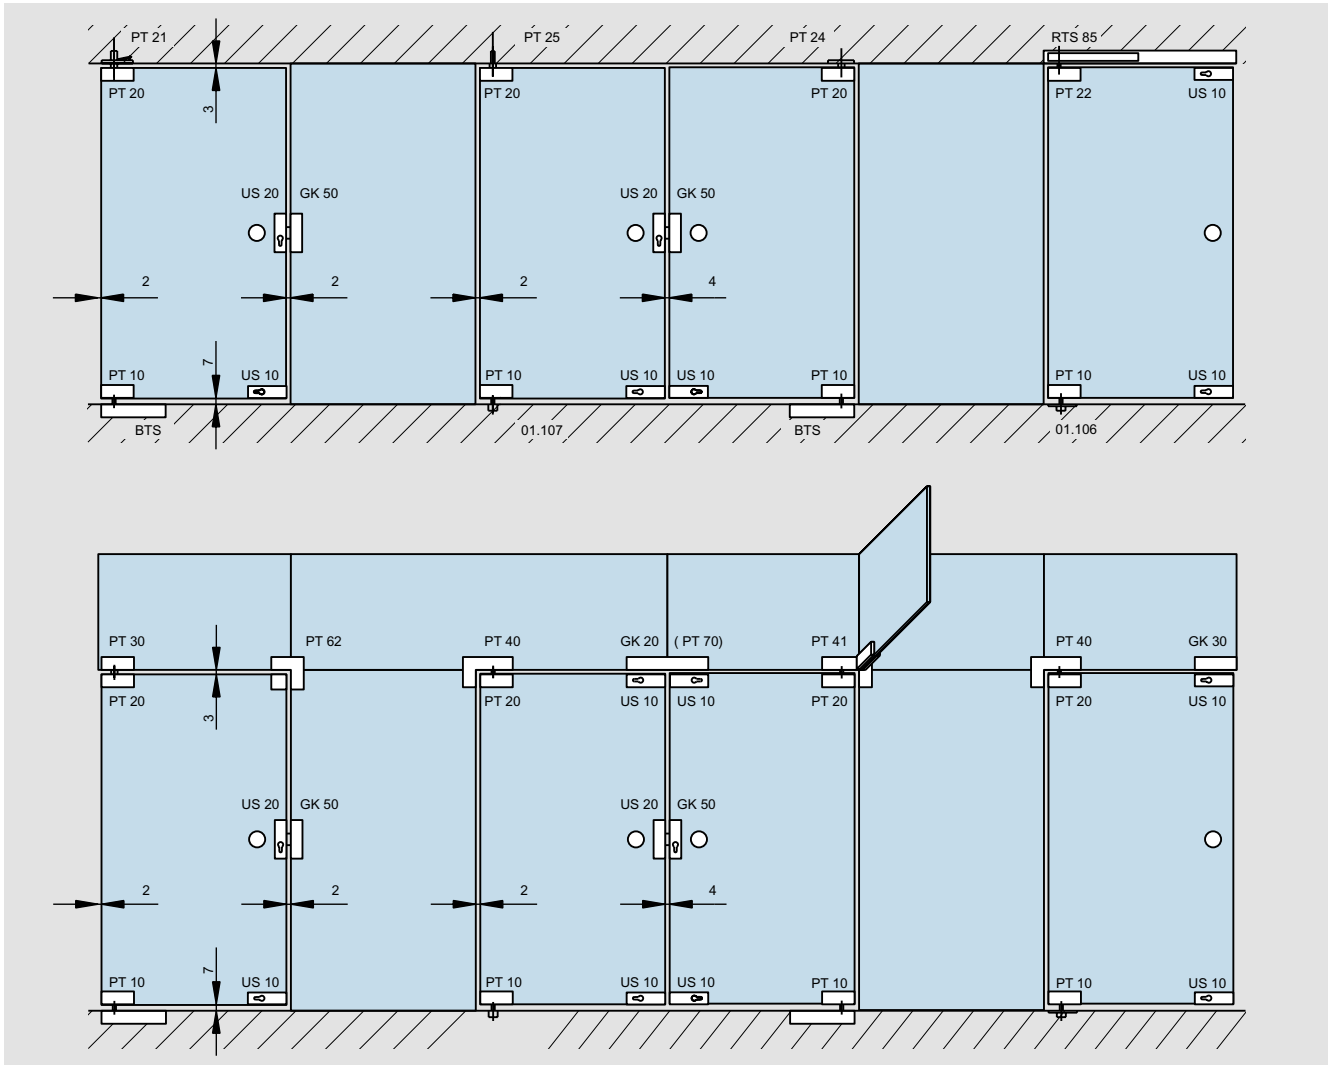 PT 21 PT 25 PT 24 RTS 85
PT 20 PT 20 PT 20 PT 22 US 10
3
US 20 GK 50 US 20 GK 50
2 2 2 4
7
PT 10 US 10 PT 10 US 10 US 10 PT 10 PT 10 US 10
BTS 01.107 BTS 01.106
PT 30 PT 62 PT 40 GK 20 ( PT 70) PT 41 PT 40 GK 30
PT 20 PT 20 US 10 US 10 PT 20 PT 20 US 10
3
US 20 GK 50 US 20 GK 50
2 2 2 4
7
PT 10 US 10 PT 10 US 10 US 10 PT 10 PT 10 US 10